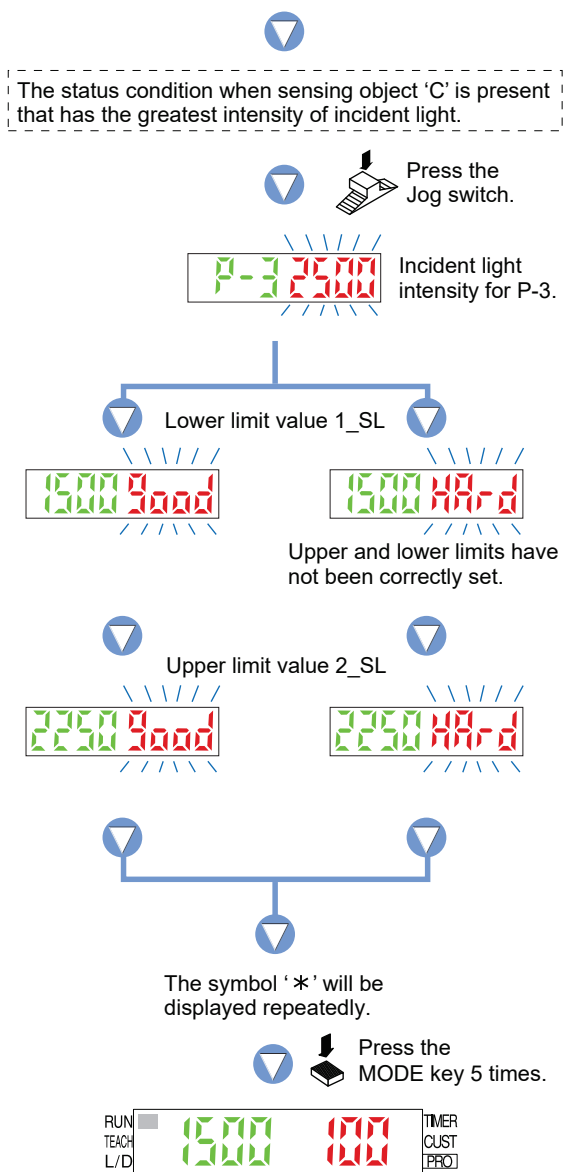 The status condition when sensing object ‘C’ is present
that has the greatest intensity of incident light.
Press the
Jog switch.
P-3 2500
Incident light
intensity for P-3.
Lower limit value 1_SL
1500 good
1500 HArd
Upper and lower limits have
not been correctly set.
Upper limit value 2_SL
2250 good
2250 HArd
The symbol ‘＊’ will be
displayed repeatedly.
Press the
MODE key 5 times.
RUN
TEACH
L/D
1500 100
TIMER
CUST
PRO